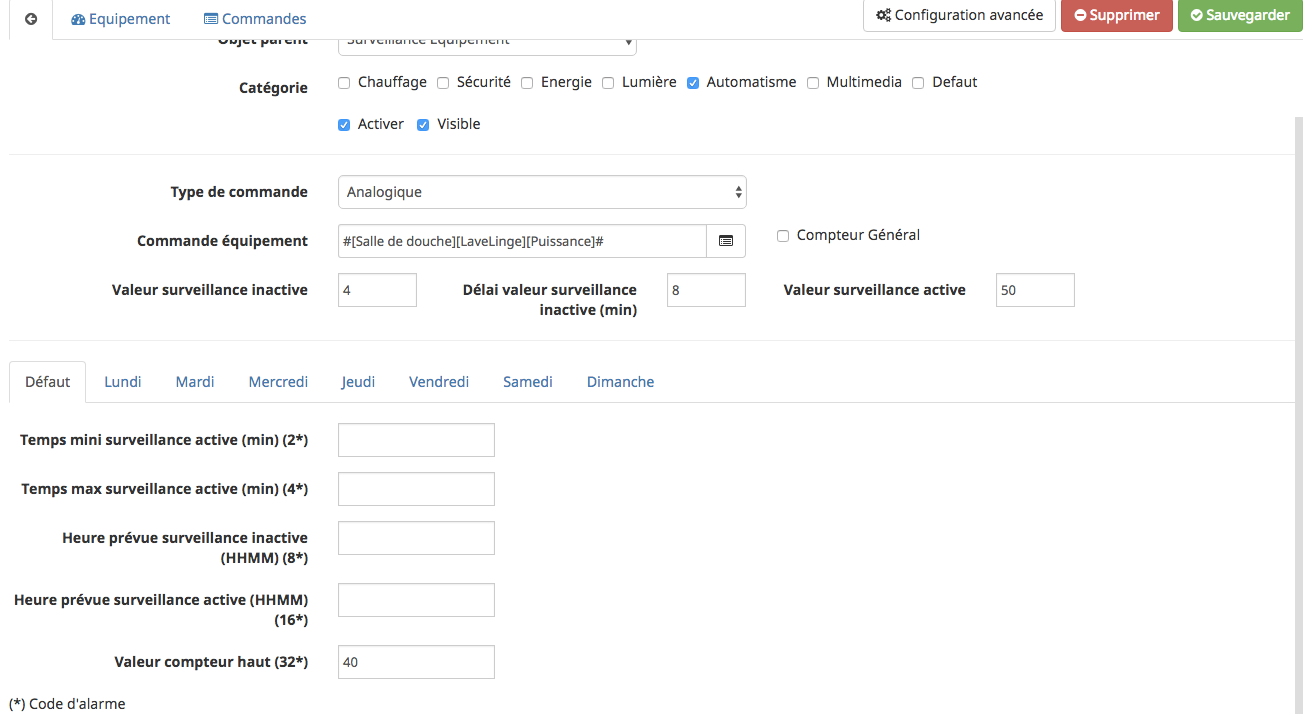 Equipement
Commandes
Configuration avancée
Supprimer
Sauvegarder
Objet parent
Surveillance Equipement
Catégorie
Chauffage
Sécurité
Energie
Lumière
Automatisme
Multimedia
Defaut
Activer
Visible
Type de commande
Analogique
Commande équipement
#[Salle de douche][LaveLinge][Puissance]#
Compteur Général
Valeur surveillance inactive
4
Délai valeur surveillance
inactive (min)
8
Valeur surveillance active
50
Défaut
Lundi
Mardi
Mercredi
Jeudi
Vendredi
Samedi
Dimanche
Temps mini surveillance active (min) (2*)
Temps max surveillance active (min) (4*)
Heure prévue surveillance inactive
(HHMM) (8*)
Heure prévue surveillance active (HHMM)
(16*)
Valeur compteur haut (32*)
40
(*) Code d'alarme